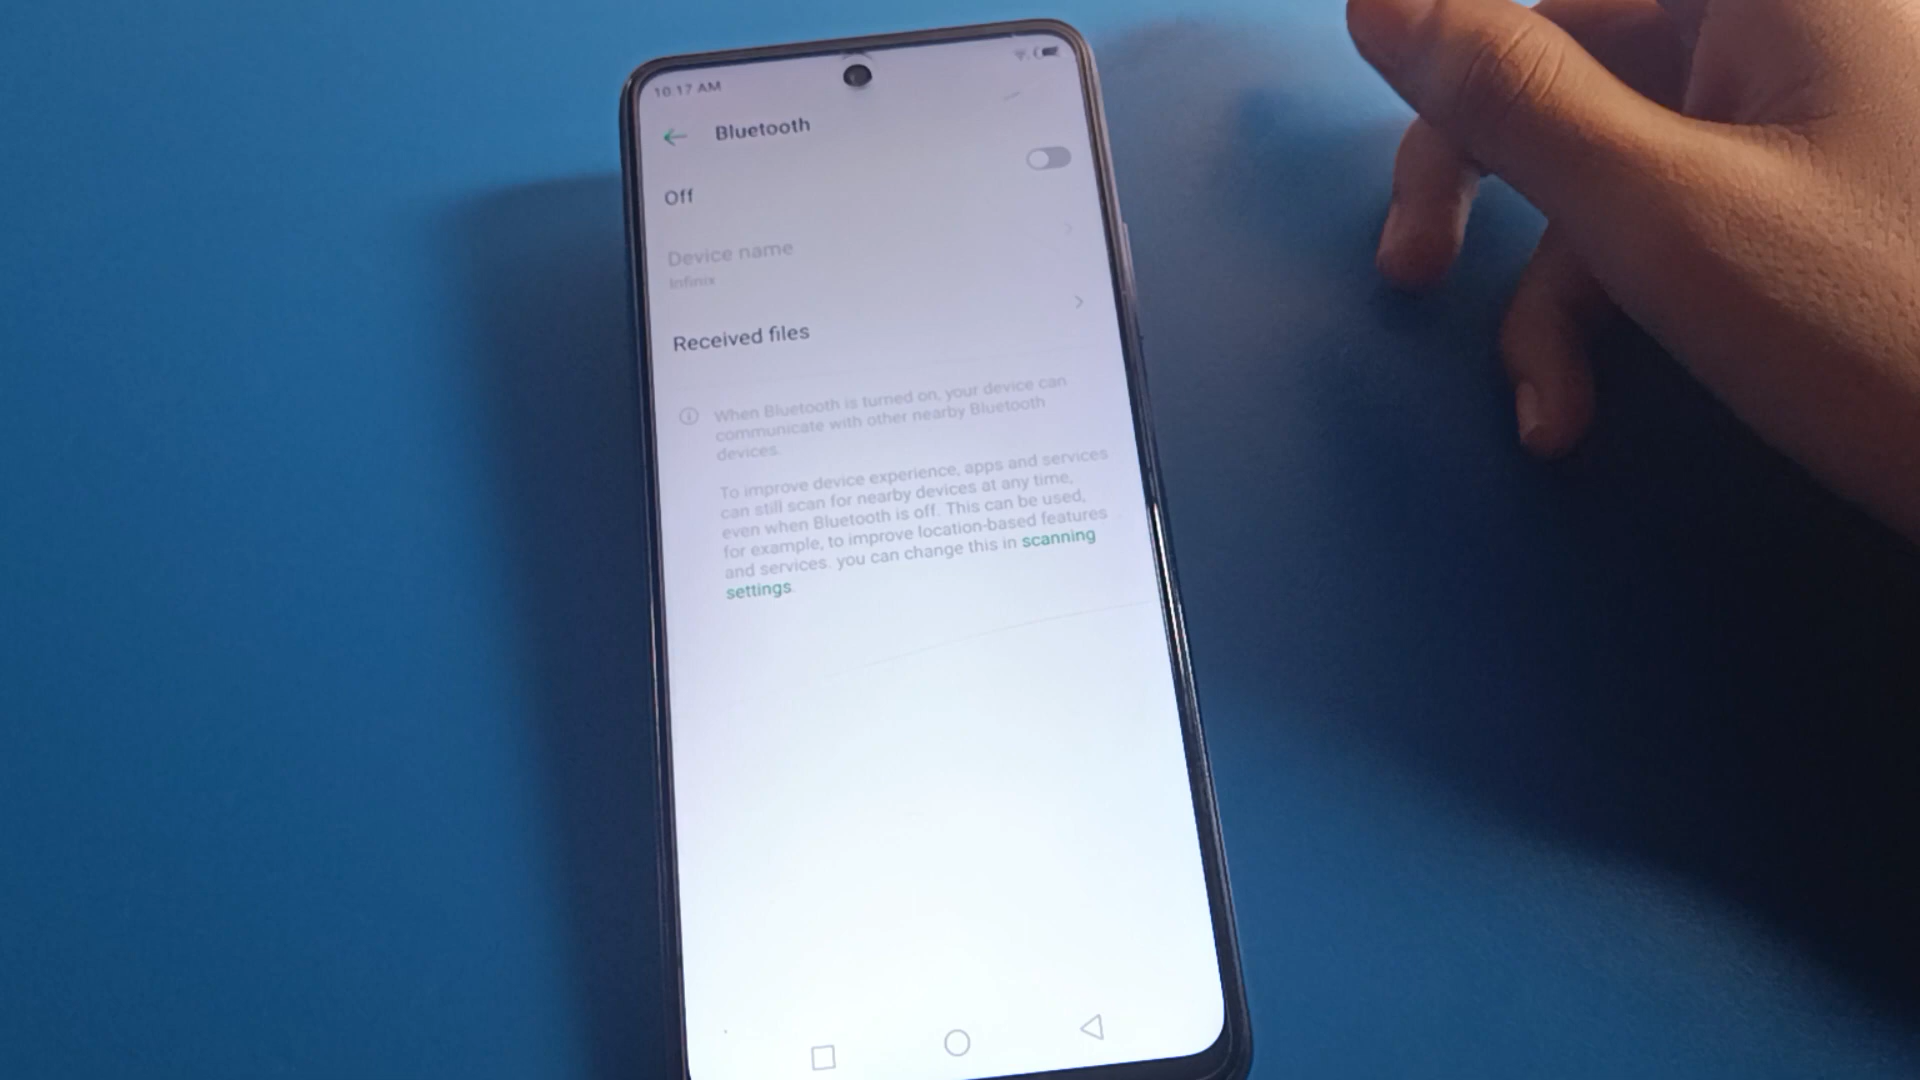 10.17 AM
Bluetooth
Off
Device name
Infinix
Received files
When Bluetooth is turned on, your device can
communicate with other nearby Bluetooth
devices.
To improve device experience, apps and services
can still scan for nearby devices at any time,
even when Bluetooth is off. This can be used,
for example, to improve location-based features
and services. you can change this in scanning
settings.